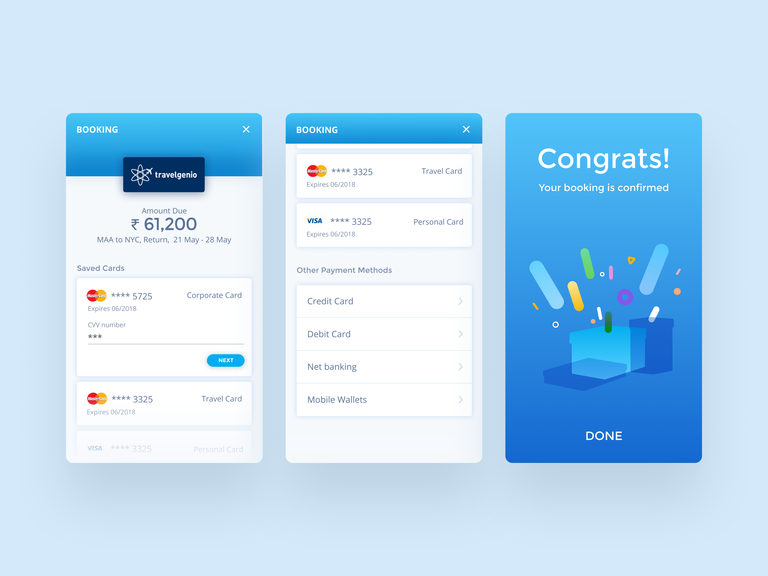 BOOKING
travelgenio
Amount Due
₹ 61,200
MAA to NYC, Return, 21 May - 28 May
Saved Cards
MasterCard **** 5725 Corporate Card
Expires 06/2018
CVV number
***
NEXT
MasterCard **** 3325 Travel Card
Expires 06/2018
VISA **** 3325 Personal Card
BOOKING
MasterCard **** 3325 Travel Card
Expires 06/2018
VISA **** 3325 Personal Card
Expires 06/2018
Other Payment Methods
Credit Card
Debit Card
Net banking
Mobile Wallets
Congrats!
Your booking is confirmed
DONE